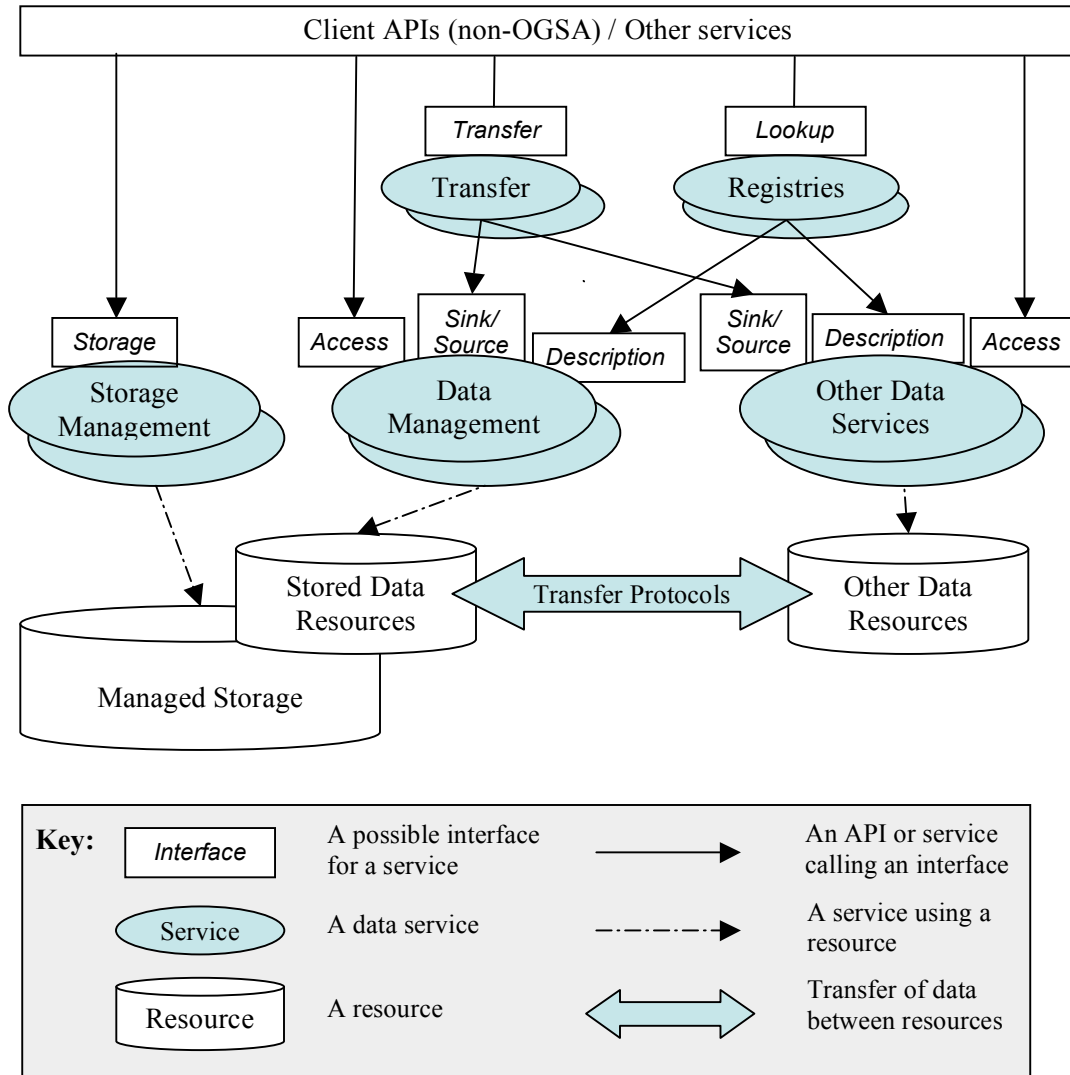 Client APIs (non-OGSA) / Other services
Transfer
Lookup
Transfer
Registries
Storage
Access
Sink/
Source
Description
Sink/
Source
Description
Access
Storage
Management
Data
Management
Other Data
Services
Stored Data
Resources
Transfer Protocols
Other Data
Resources
Managed Storage
Key:
Interface
A possible interface
for a service
An API or service
calling an interface
Service
A data service
A service using a
resource
Resource
A resource
Transfer of data
between resources